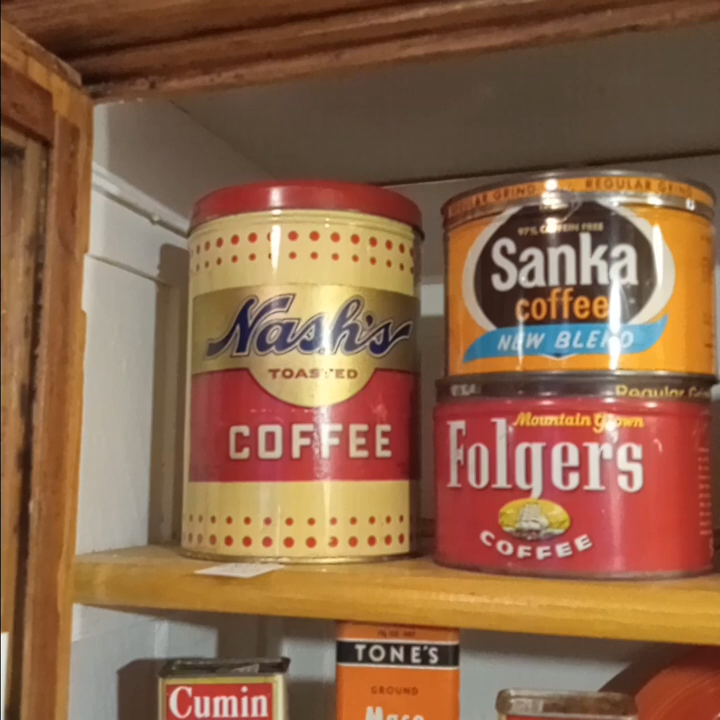 Nash's
TOASTED
COFFEE
REGULAR GRIND
97% CAFFEIN FREE
Sanka
coffee
NEW BLEND
Regular
Mountain Grown
Folgers
COFFEE
Cumin
TONE'S
GROUND
Mace